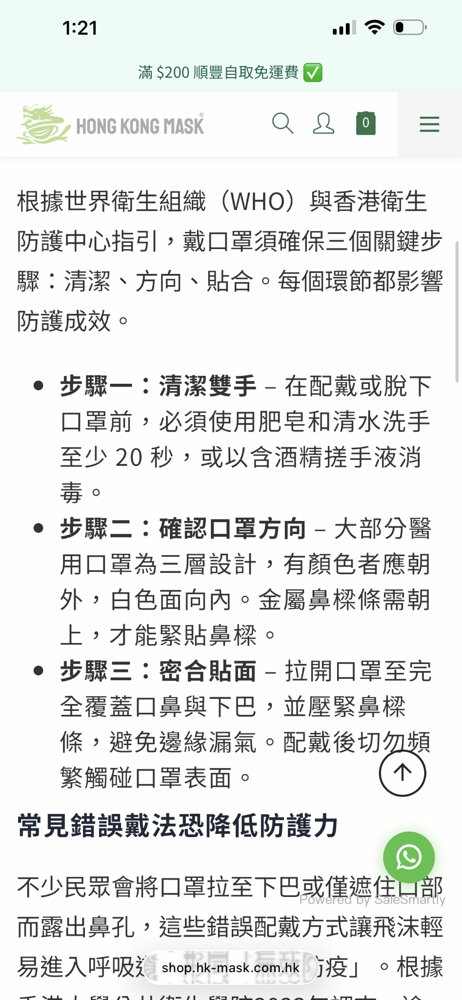 1:21
滿 $200 順豐自取免運費 ✅
HONG KONG MASK®
0
根據世界衛生組織（WHO）與香港衛生
防護中心指引，戴口罩須確保三個關鍵步
驟：清潔、方向、貼合。每個環節都影響
防護成效。
• 步驟一：清潔雙手 – 在配戴或脫下
口罩前，必須使用肥皂和清水洗手
至少 20 秒，或以含酒精搓手液消
毒。
• 步驟二：確認口罩方向 – 大部分醫
用口罩為三層設計，有顏色者應朝
外，白色面向內。金屬鼻樑條需朝
上，才能緊貼鼻樑。
• 步驟三：密合貼面 – 拉開口罩至完
全覆蓋口鼻與下巴，並壓緊鼻樑
條，避免邊緣漏氣。配戴後切勿頻
繁觸碰口罩表面。
常見錯誤戴法恐降低防護力
不少民眾會將口罩拉至下巴或僅遮住口部
Powered by SaleSmartly
而露出鼻孔，這些錯誤配戴方式讓飛沫輕
易進入呼吸 疫」。根據
shop.hk-mask.com.hk